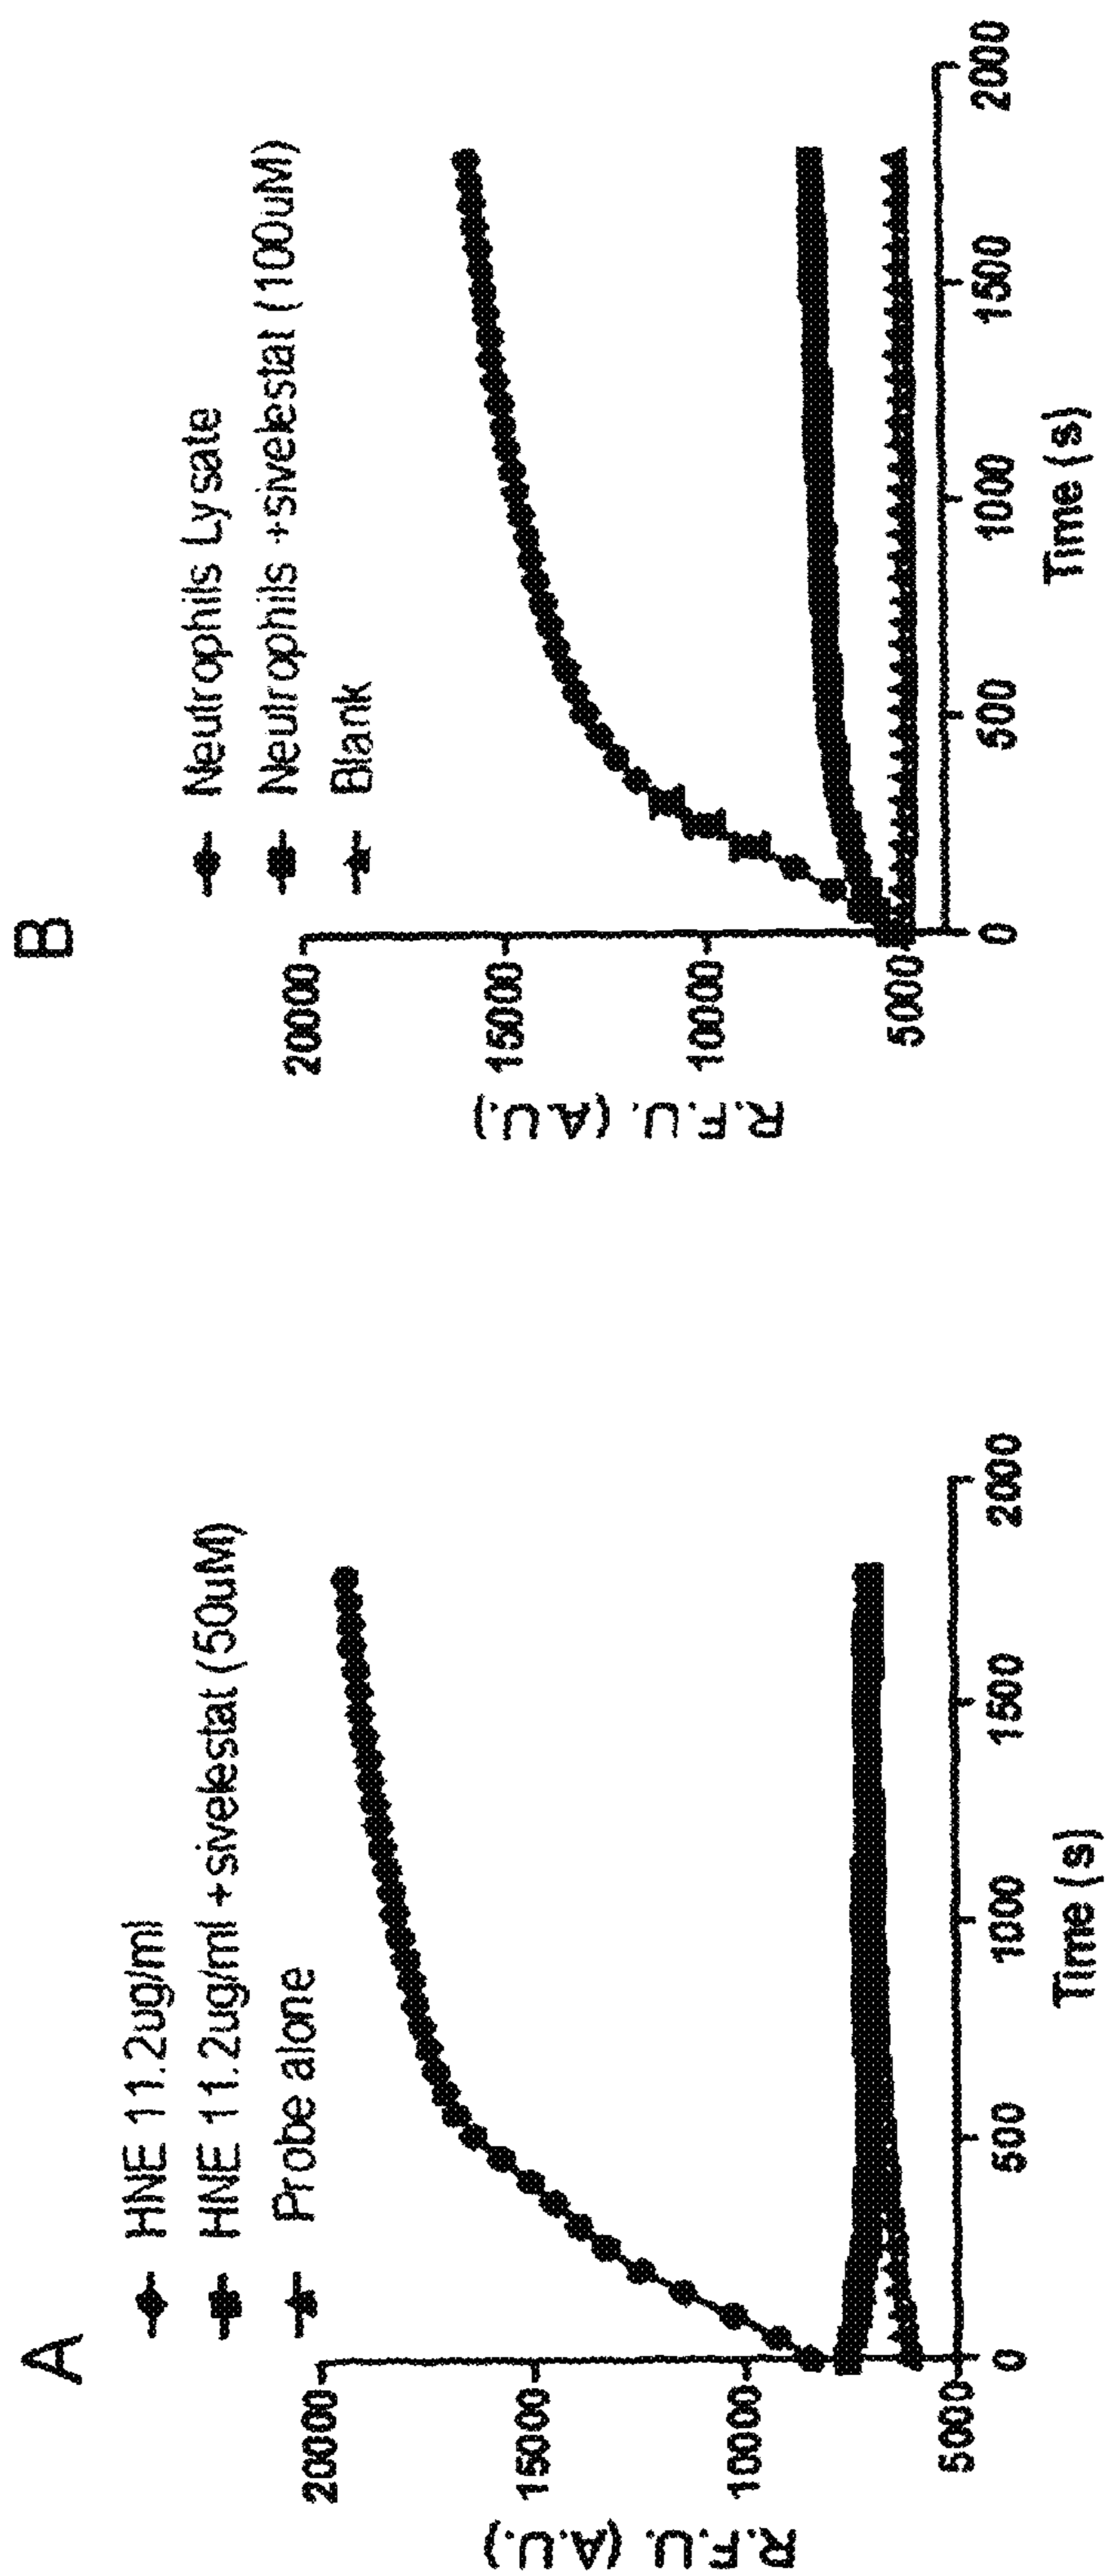 A
HNE 11.2ug/ml
HNE 11.2ug/ml +sivelestat (50uM)
Probe alone
R.F.U. (A.U.)
20000
15000
10000
5000
0
500
1000
1500
2000
Time (s)
B
Neutrophils Lysate
Neutrophils +sivelestat (100uM)
Blank
R.F.U. (A.U.)
20000
15000
10000
5000
0
500
1000
1500
2000
Time (s)